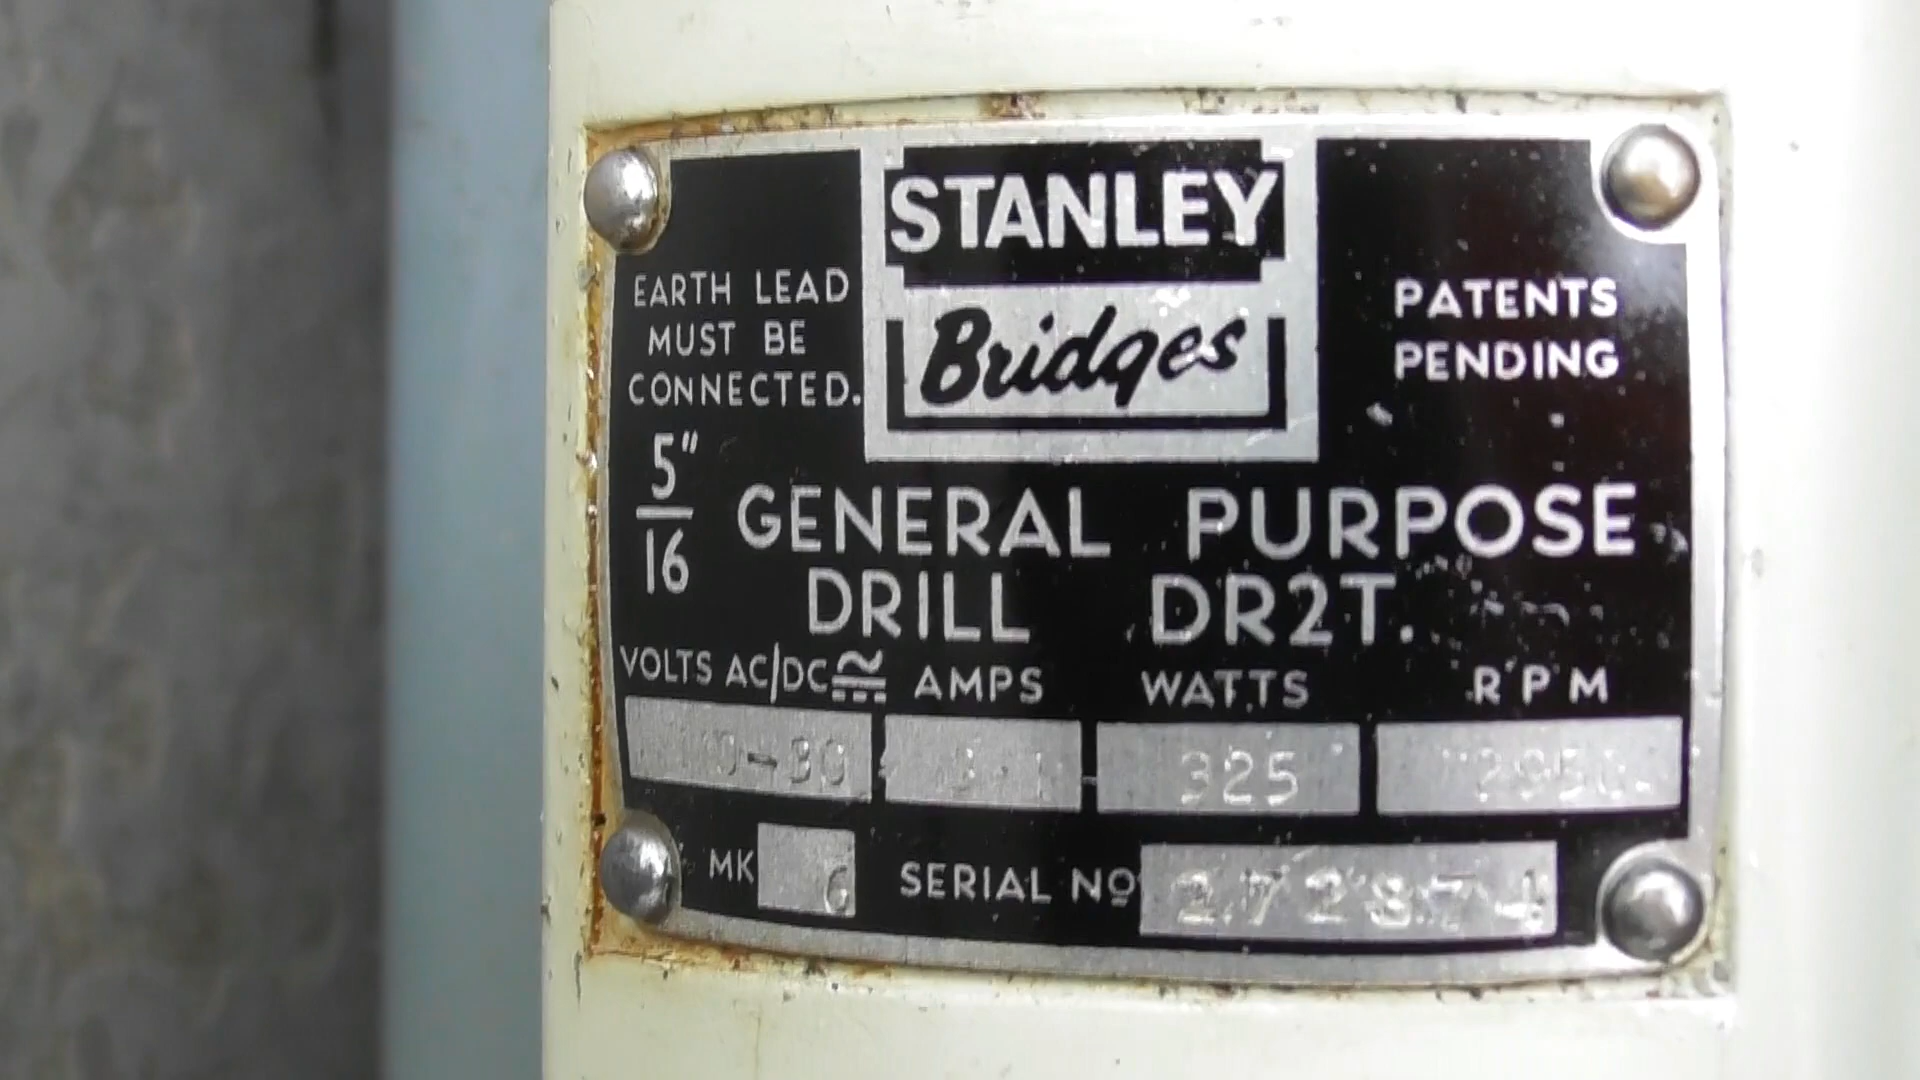 STANLEY
Bridges
EARTH LEAD
MUST BE
CONNECTED.
PATENTS
PENDING
5"
16
GENERAL PURPOSE
DRILL DR2T.
VOLTS AC/DC AMPS WATTS R.P.M
325
MK 6 SERIAL NO 272874